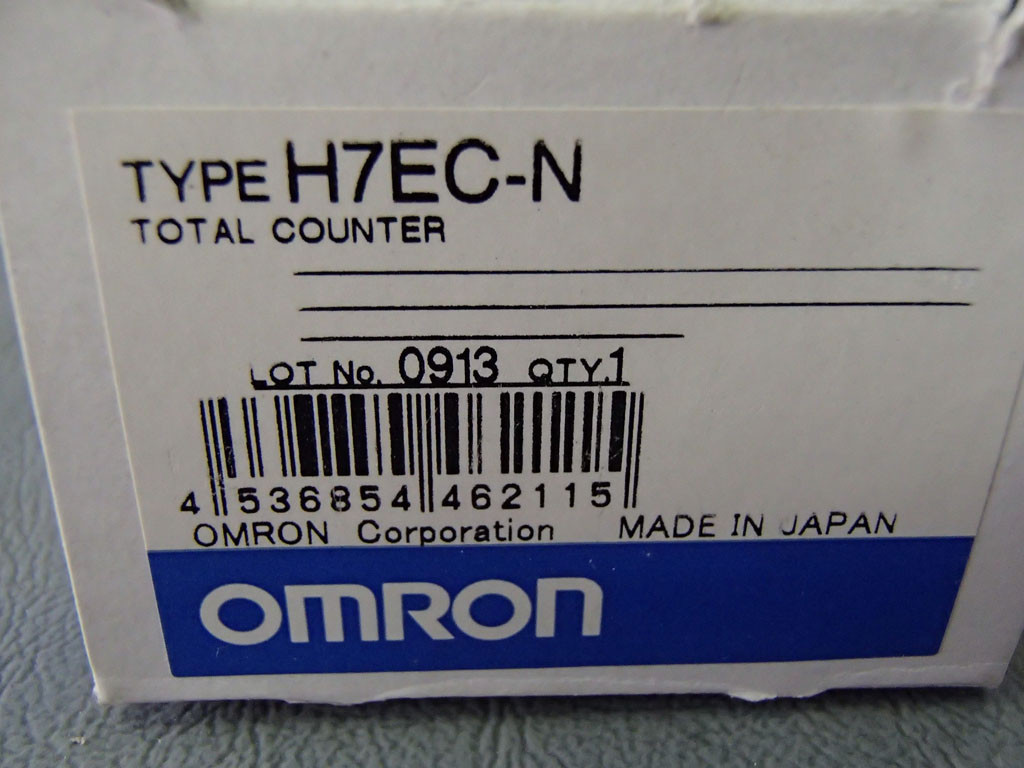 TYPE H7EC-N
TOTAL COUNTER
LOT No. 0913 QTY.1
4 536854 462115
OMRON Corporation MADE IN JAPAN
OMRON